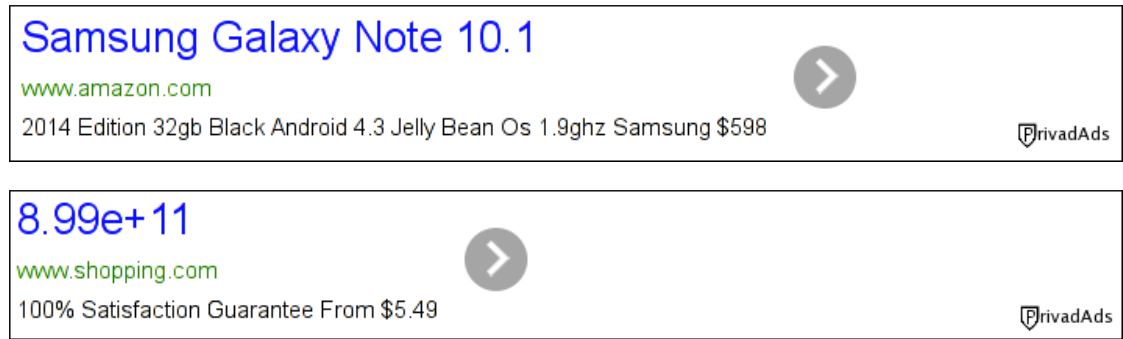 Samsung Galaxy Note 10.1
www.amazon.com
2014 Edition 32gb Black Android 4.3 Jelly Bean Os 1.9ghz Samsung $598
PrivadAds
8.99e+11
www.shopping.com
100% Satisfaction Guarantee From $5.49
PrivadAds